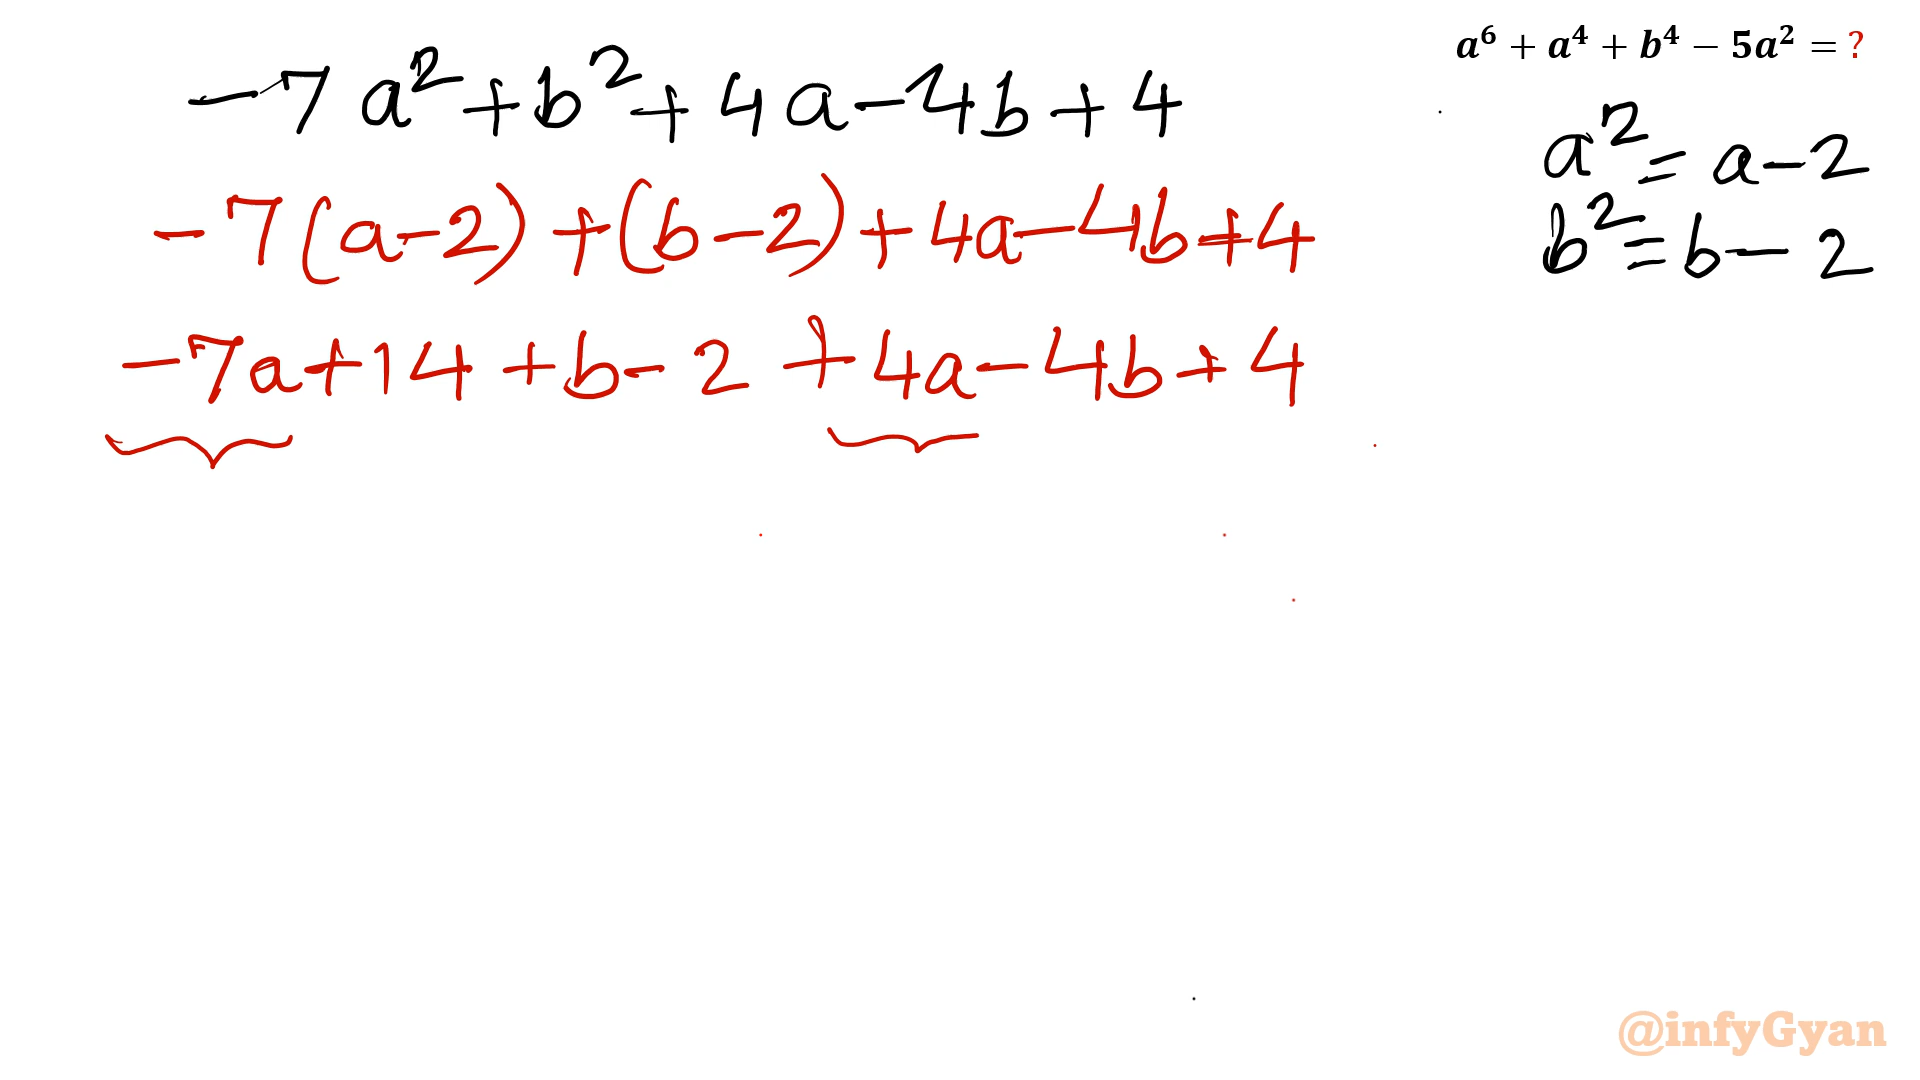 a⁶ + a⁴ + b⁴ − 5a² = ?
−7a² + b² + 4a − 4b + 4
a² = a − 2
−7(a − 2) + (b − 2) + 4a − 4b + 4
b² = b − 2
−7a + 14 + b − 2 + 4a − 4b + 4
@infyGyan